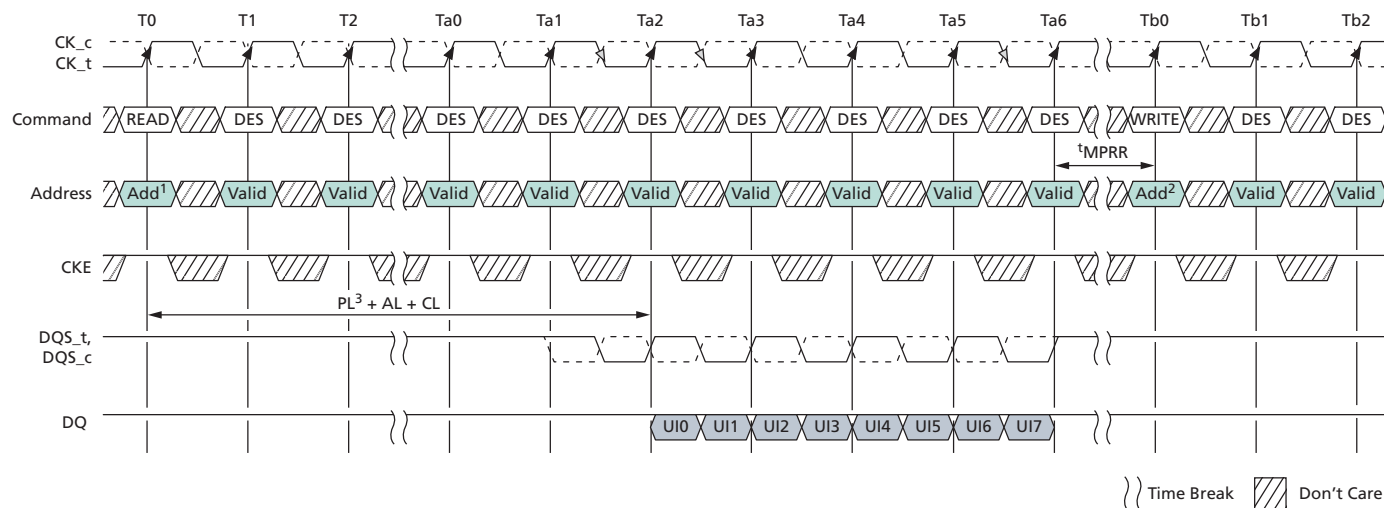 T0 T1 T2 Ta0 Ta1 Ta2 Ta3 Ta4 Ta5 Ta6 Tb0 Tb1 Tb2
CK_c
CK_t
Command READ DES DES DES DES DES DES DES DES DES WRITE DES DES
tMPRR
Address Add1 Valid Valid Valid Valid Valid Valid Valid Valid Valid Add2 Valid Valid
CKE
PL3 + AL + CL
DQS_t,
DQS_c
DQ UI0 UI1 UI2 UI3 UI4 UI5 UI6 UI7
Time Break Don't Care